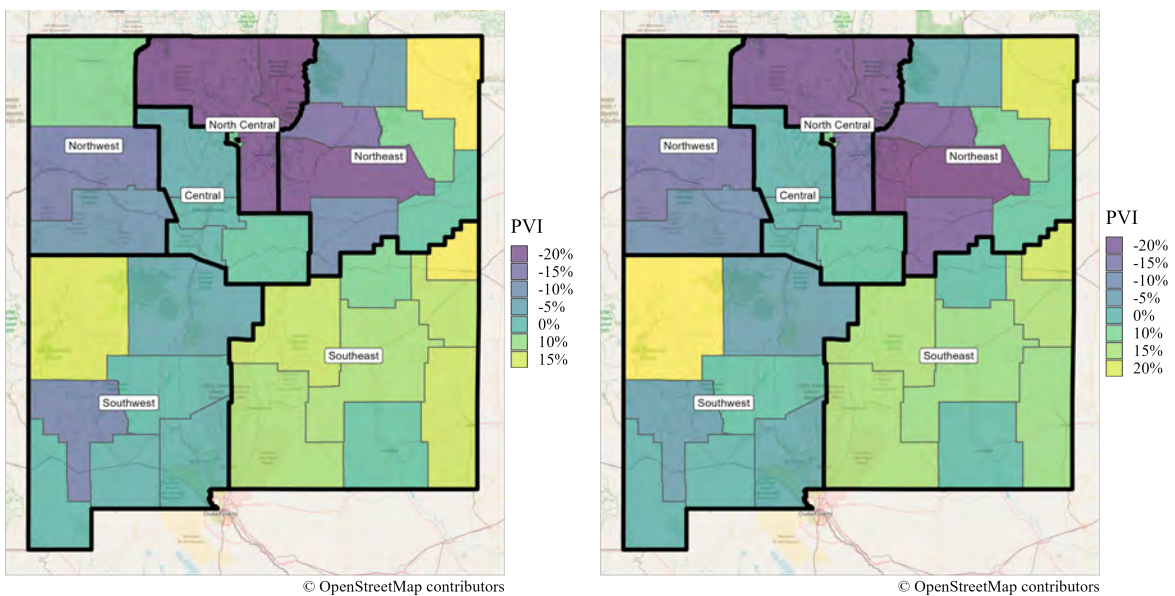 North Central
Northwest
Northeast
Central
Southeast
Southwest
PVI
-20%
-15%
-10%
-5%
0%
10%
15%
© OpenStreetMap contributors
North Central
Northwest
Northeast
Central
Southeast
Southwest
PVI
-20%
-15%
-10%
-5%
0%
10%
15%
20%
© OpenStreetMap contributors